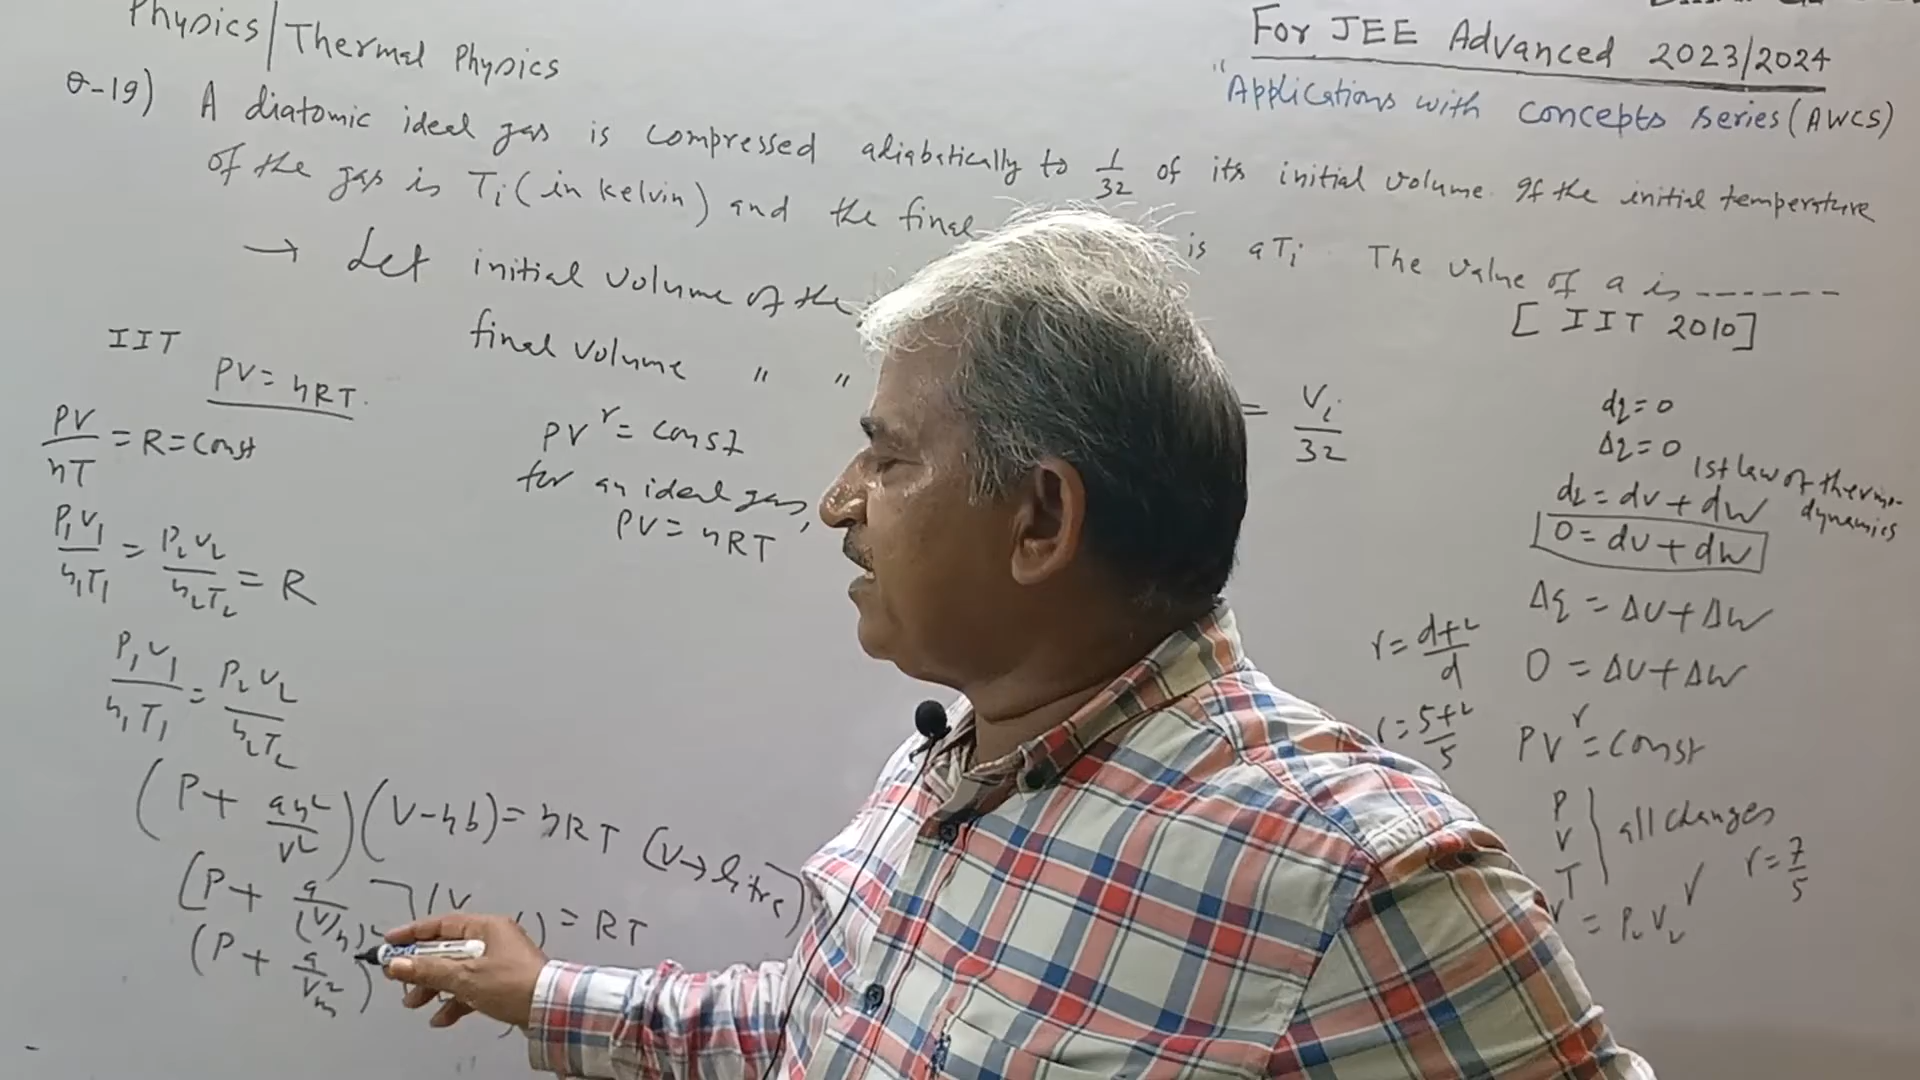 Physics/Thermal Physics
For JEE Advanced 2023/2024
"Applications with concepts series (AWCS)
Q-19) A diatomic ideal gas is compressed adiabatically to 1/32 of its initial volume. If the initial temperature
of the gas is Ti (in kelvin) and the final is aTi. The value of a is ------
[IIT 2010]
→ Let initial volume of the
final volume " " = Vi/32
IIT PV = nRT.
PV/nT = R = Const
P1V1/n1T1 = P2V2/n2T2 = R
P1V1/n1T1 = P2V2/n2T2
(P + an²/V²)(V-nb) = nRT (V → litre)
(P + a/(V/n)²) = RT
(P + a/Vm²)
PV^r = const
for an ideal gas,
PV = nRT
dq = 0
Δq = 0
1st law of thermo-
dynamics
dq = du + dW
0 = du + dW
Δq = ΔU + ΔW
0 = ΔU + ΔW
r = d+2/d
r = 5+2/5
PV^r = const
P
V
T
all changes
r = 7/5
= P2V2^r